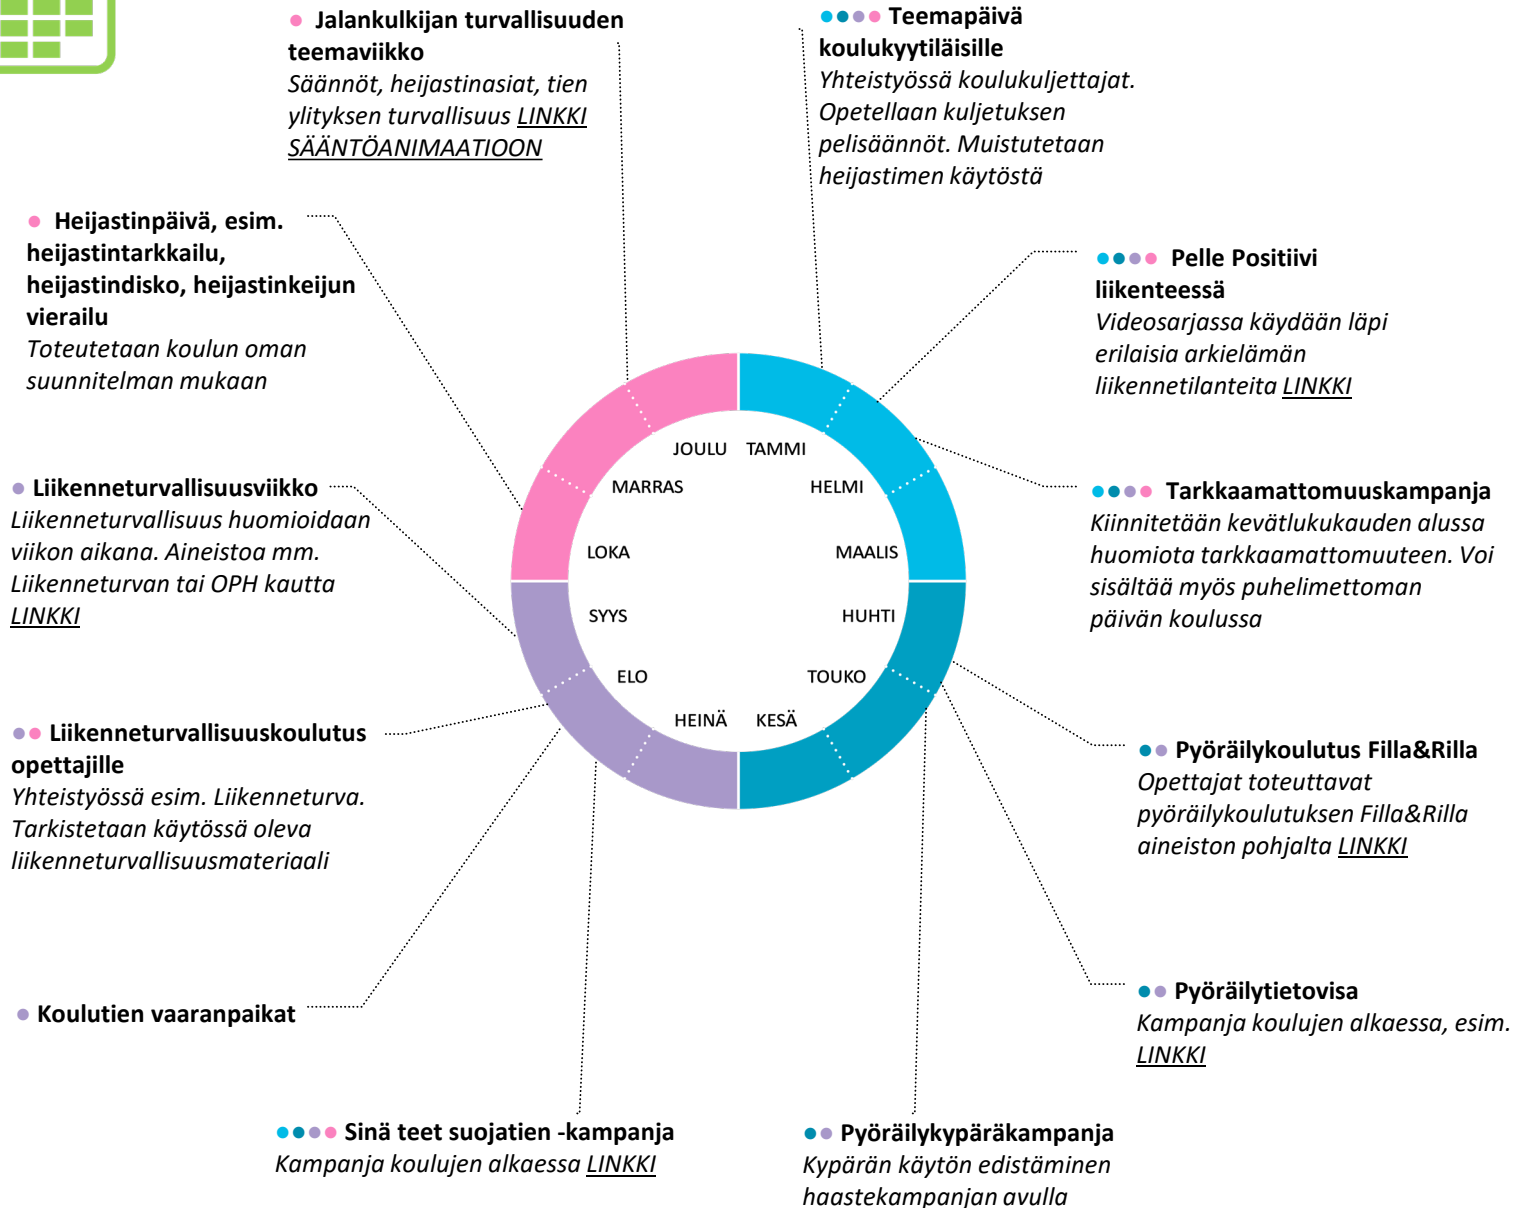 ● Jalankulkijan turvallisuuden
teemaviikko
Säännöt, heijastinasiat, tien
ylityksen turvallisuus LINKKI
SÄÄNTÖANIMAATIOON
●●●● Teemapäivä
koulukyytiläisille
Yhteistyössä koulukuljettajat.
Opetellaan kuljetuksen
pelisäännöt. Muistutetaan
heijastimen käytöstä
● Heijastinpäivä, esim.
heijastintarkkailu,
heijastindisko, heijastinkeijun
vierailu
Toteutetaan koulun oman
suunnitelman mukaan
●●●● Pelle Positiivi
liikenteessä
Videosarjassa käydään läpi
erilaisia arkielämän
liikennetilanteita LINKKI
● Liikenneturvallisuusviikko
Liikenneturvallisuus huomioidaan
viikon aikana. Aineistoa mm.
Liikenneturvan tai OPH kautta
LINKKI
●●●● Tarkkaamattomuuskampanja
Kiinnitetään kevätlukukauden alussa
huomiota tarkkaamattomuuteen. Voi
sisältää myös puhelimettoman
päivän koulussa
JOULU TAMMI
MARRAS HELMI
LOKA MAALIS
SYYS HUHTI
ELO TOUKO
HEINÄ KESÄ
●● Liikenneturvallisuuskoulutus
opettajille
Yhteistyössä esim. Liikenneturva.
Tarkistetaan käytössä oleva
liikenneturvallisuusmateriaali
●● Pyöräilykoulutus Filla&Rilla
Opettajat toteuttavat
pyöräilykoulutuksen Filla&Rilla
aineiston pohjalta LINKKI
● Koulutien vaaranpaikat
●● Pyöräilytietovisa
Kampanja koulujen alkaessa, esim.
LINKKI
●●●● Sinä teet suojatien -kampanja
Kampanja koulujen alkaessa LINKKI
●● Pyöräilykypäräkampanja
Kypärän käytön edistäminen
haastekampanjan avulla